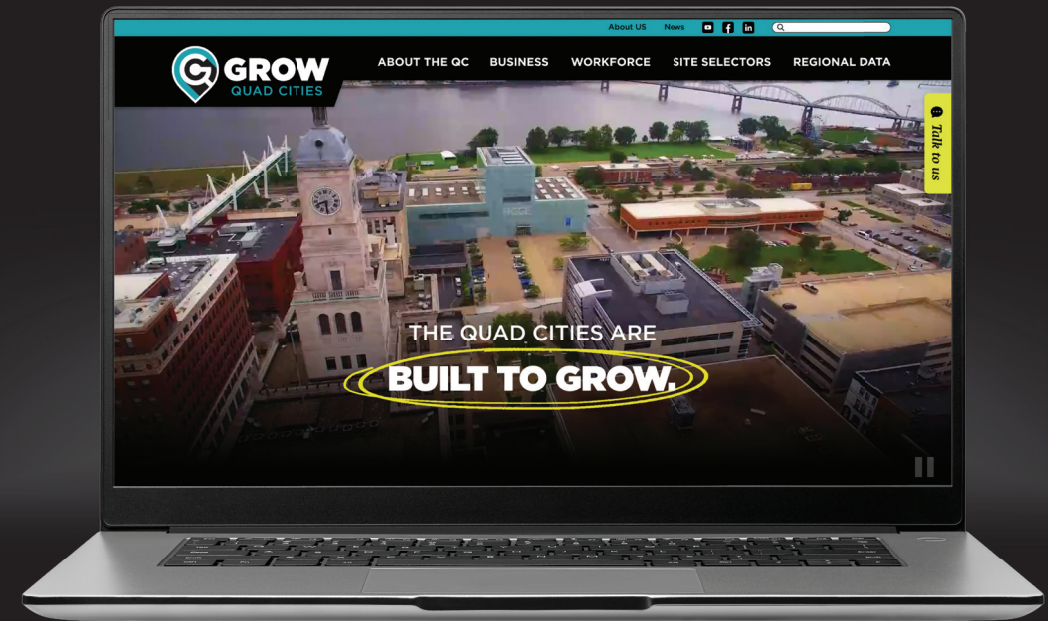 About US News
GROW
QUAD CITIES
ABOUT THE QC BUSINESS WORKFORCE SITE SELECTORS REGIONAL DATA
Talk to us
FIGGE
THE QUAD CITIES ARE
BUILT TO GROW.